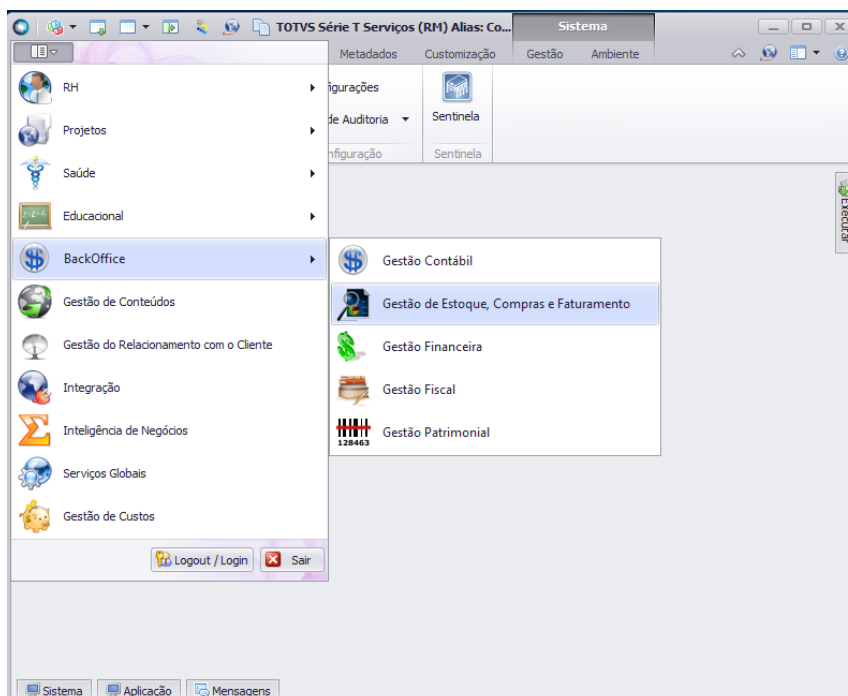 TOTVS Série T Serviços (RM) Alias: Co...
Sistema
Metadados Customização Gestão Ambiente
RH
Projetos
Saúde
Educacional
BackOffice
Gestão de Conteúdos
Gestão do Relacionamento com o Cliente
Integração
Inteligência de Negócios
Serviços Globais
Gestão de Custos
Logout / Login Sair
igurações
de Auditoria
nfiguração
Sentinela
Sentinela
Executar
Gestão Contábil
Gestão de Estoque, Compras e Faturamento
Gestão Financeira
Gestão Fiscal
128463
Gestão Patrimonial
Sistema Aplicação Mensagens